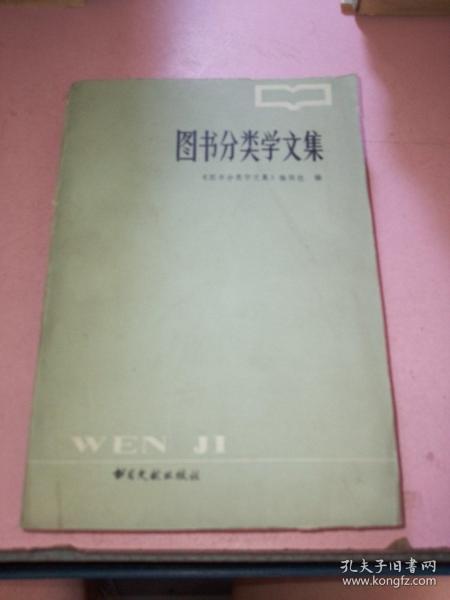 图书分类学文集
《图书分类学文集》编辑组 编
WEN JI
书目文献出版社
孔夫子旧书网
www.kongfz.com